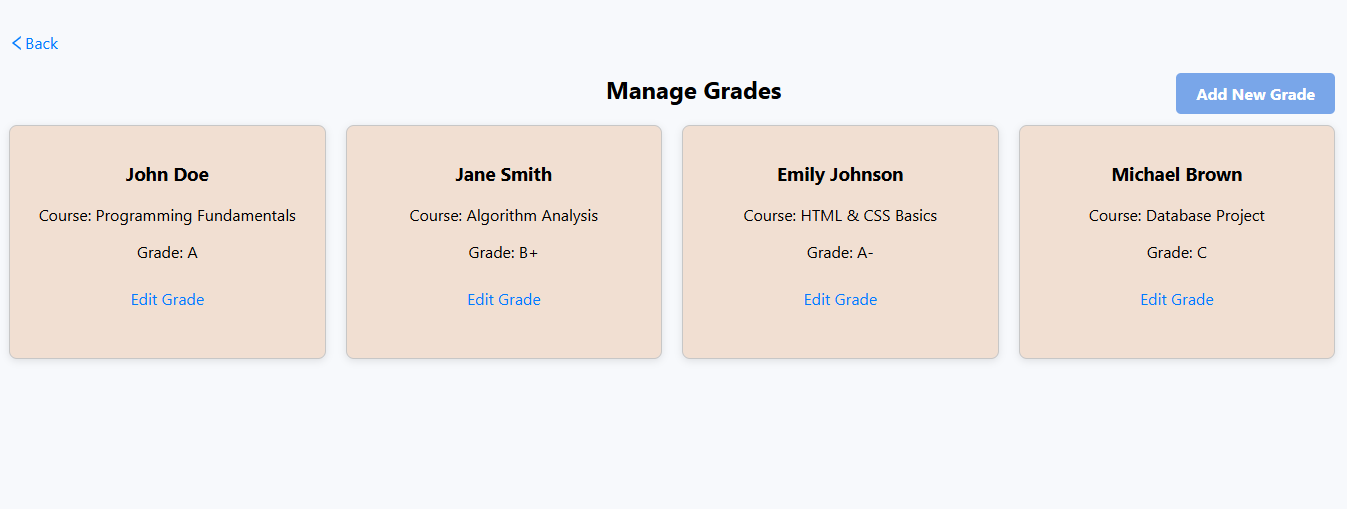 Back
Manage Grades
Add New Grade
John Doe
Course: Programming Fundamentals
Grade: A
Edit Grade
Jane Smith
Course: Algorithm Analysis
Grade: B+
Edit Grade
Emily Johnson
Course: HTML & CSS Basics
Grade: A-
Edit Grade
Michael Brown
Course: Database Project
Grade: C
Edit Grade